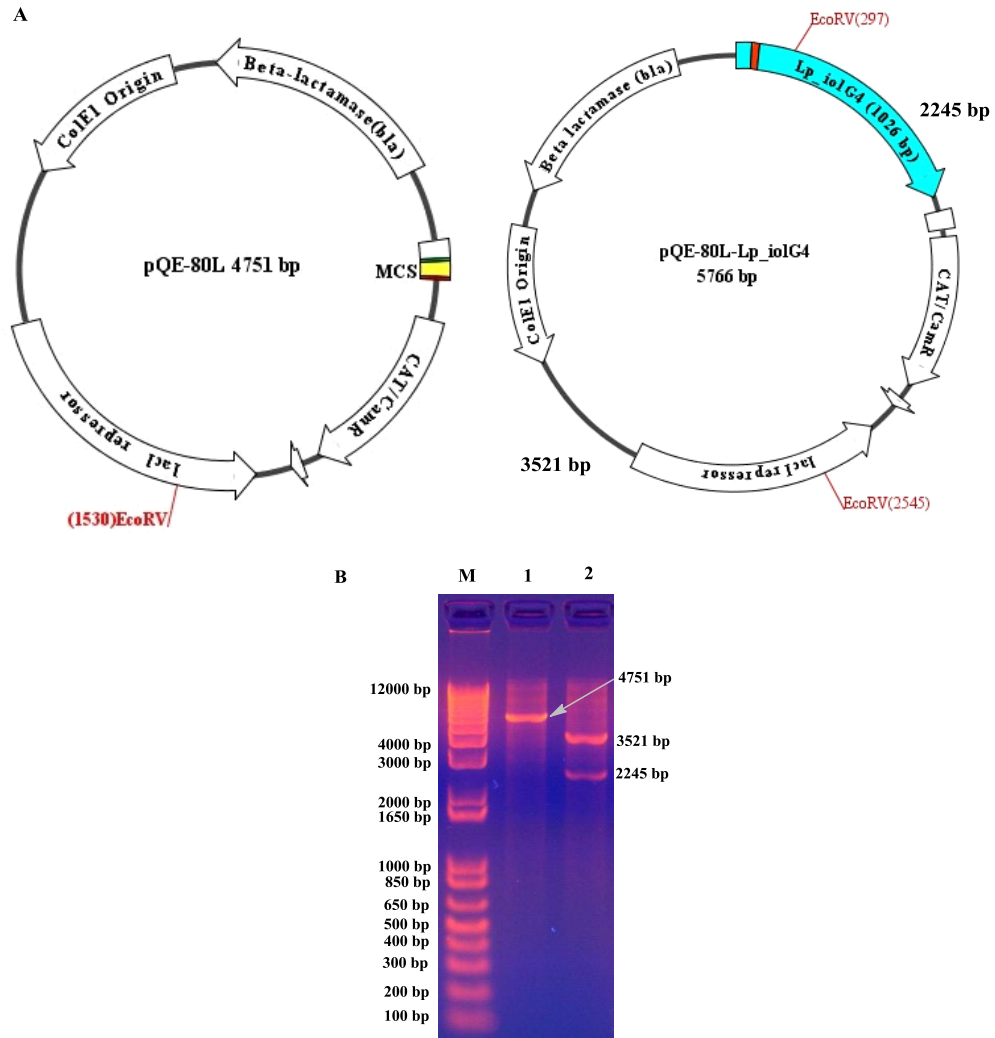 A
ColE1 Origin
Beta-lactamase(bla)
pQE-80L 4751 bp
MCS
CAT/CamR
lacI repressor
(1530)EcoRV
EcoRV(297)
Lp_iolG4 (1026 bp)
2245 bp
Beta lactamase (bla)
pQE-80L-Lp_iolG4
5766 bp
ColE1 Origin
CAT/CamR
3521 bp
lacI repressor
EcoRV(2545)
B
M 1 2
4751 bp
12000 bp
3521 bp
4000 bp
3000 bp
2245 bp
2000 bp
1650 bp
1000 bp
850 bp
650 bp
500 bp
400 bp
300 bp
200 bp
100 bp